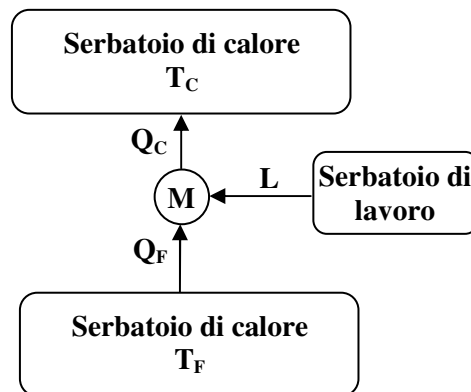 Serbatoio di calore
T_C
Q_C
L
Serbatoio di
lavoro
M
Q_F
Serbatoio di calore
T_F